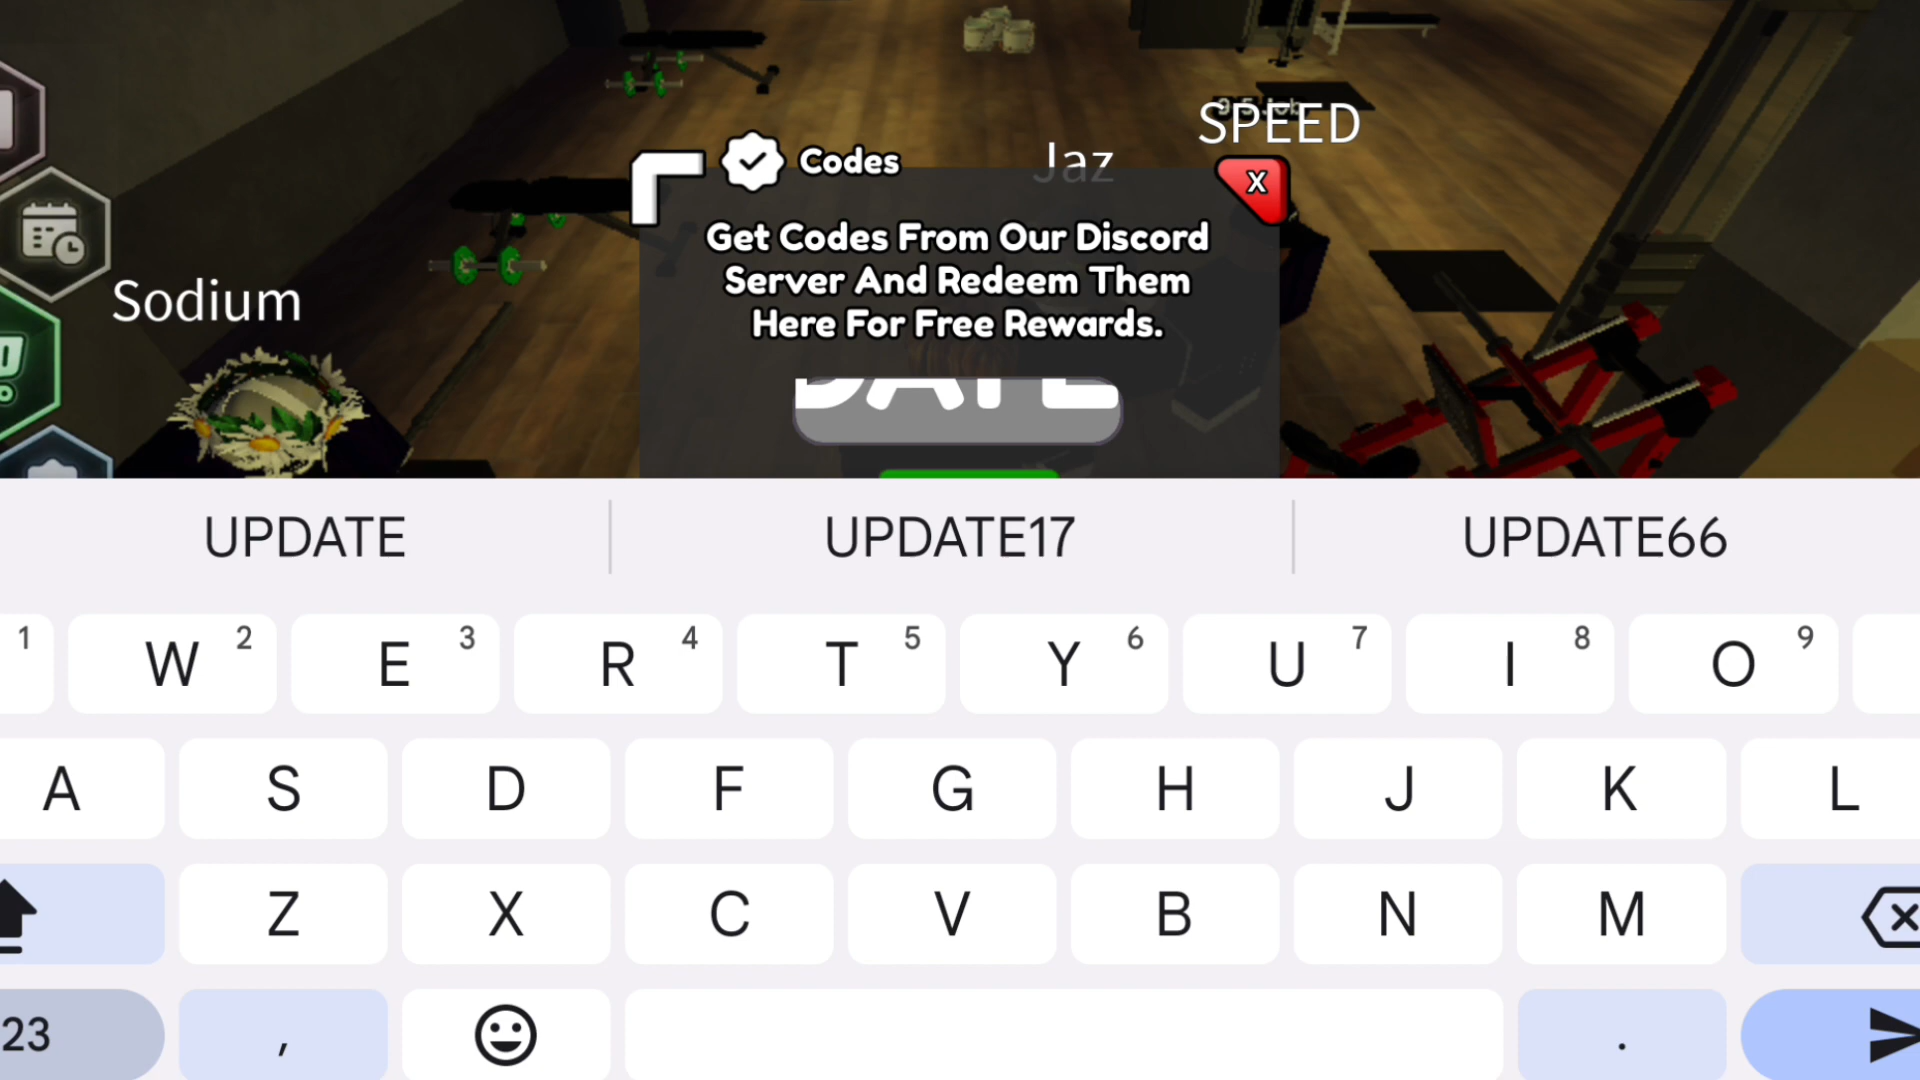 SPEED
Jaz
Codes
X
Get Codes From Our Discord
Server And Redeem Them
Here For Free Rewards.
Sodium
DATE
UPDATE UPDATE17 UPDATE66
1 W 2 E 3 R 4 T 5 Y 6 U 7 I 8 O 9
A S D F G H J K L
Z X C V B N M
23 , .